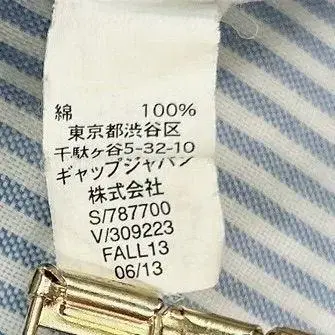 綿 100%
東京都渋谷区
千駄ヶ谷5-32-10
ギャップジャパン
株式会社
S/787700
V/309223
FALL13
06/13